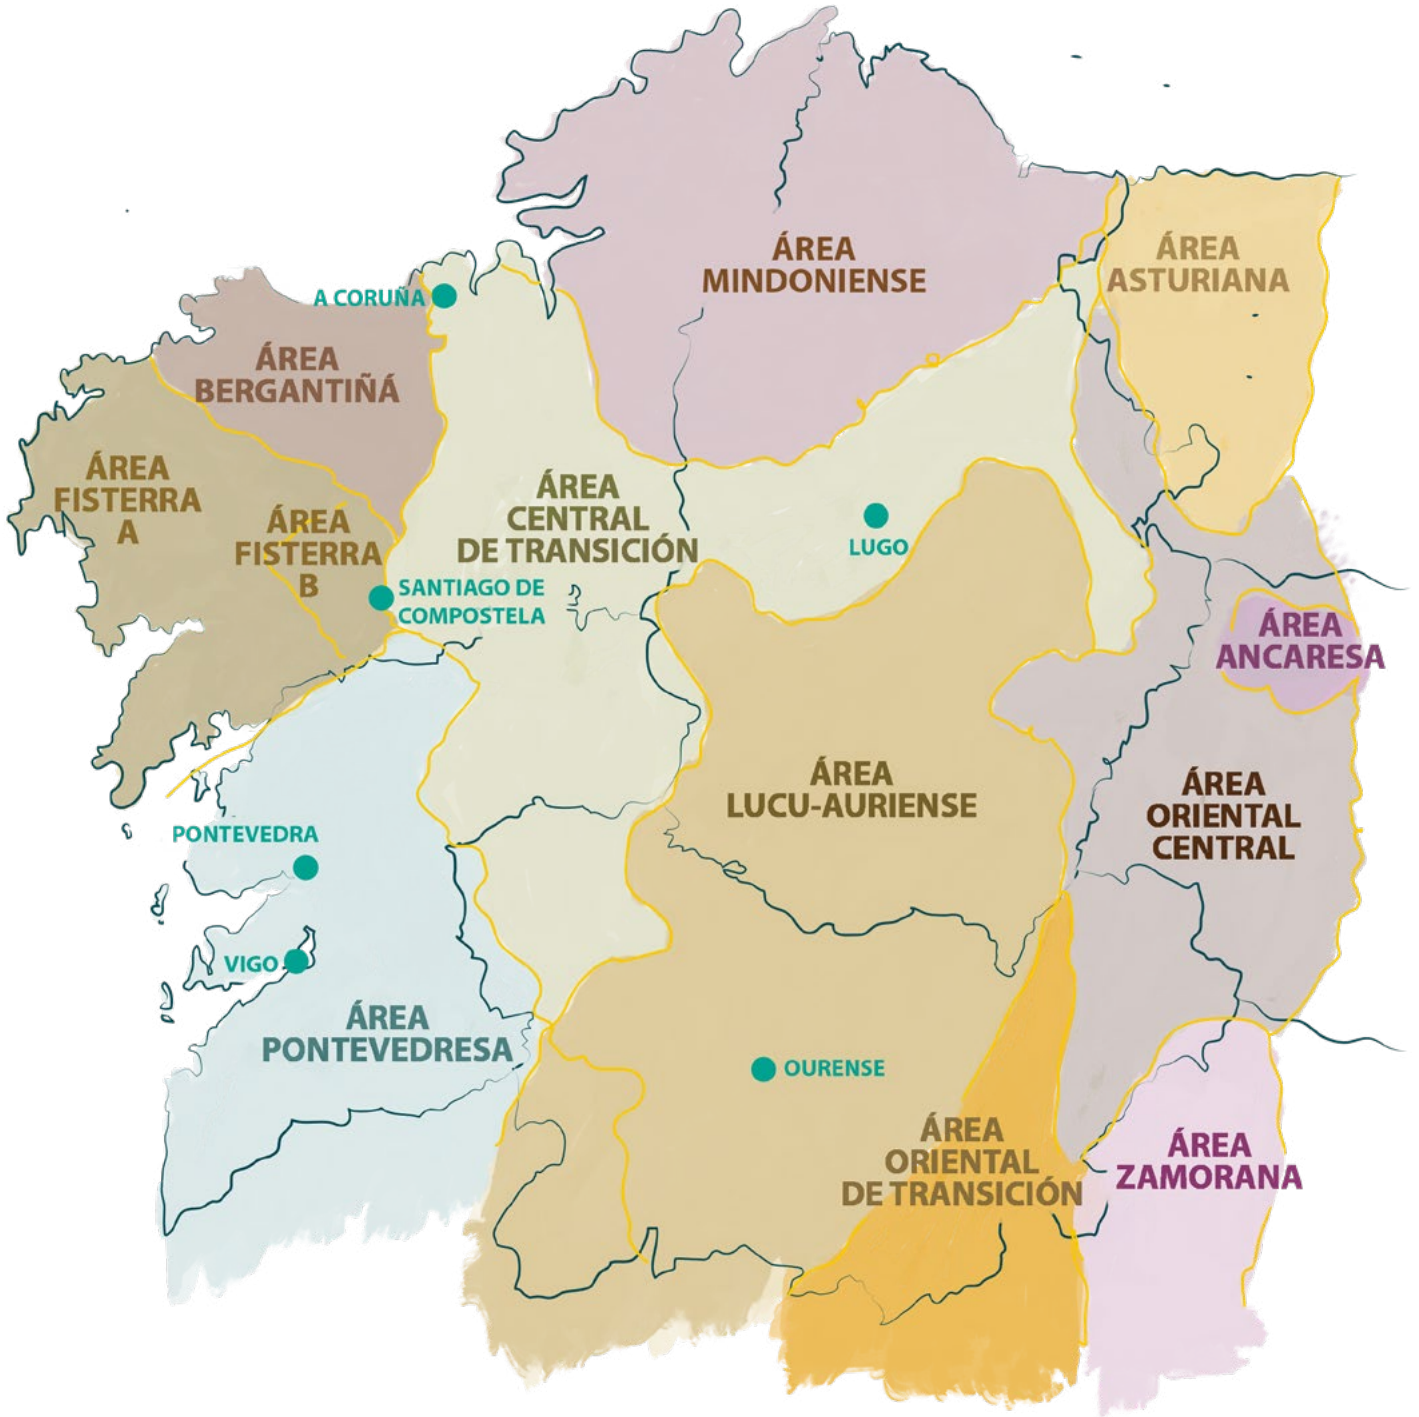 ÁREA
MINDONIENSE
ÁREA
ASTURIANA
A CORUÑA
ÁREA
BERGANTIÑÁ
ÁREA
FISTERRA
A
ÁREA
FISTERRA
B
ÁREA
CENTRAL
DE TRANSICIÓN
LUGO
SANTIAGO DE
COMPOSTELA
ÁREA
ANCARESA
ÁREA
LUCU-AURIENSE
ÁREA
ORIENTAL
CENTRAL
PONTEVEDRA
VIGO
ÁREA
PONTEVEDRESA
OURENSE
ÁREA
ORIENTAL
DE TRANSICIÓN
ÁREA
ZAMORANA